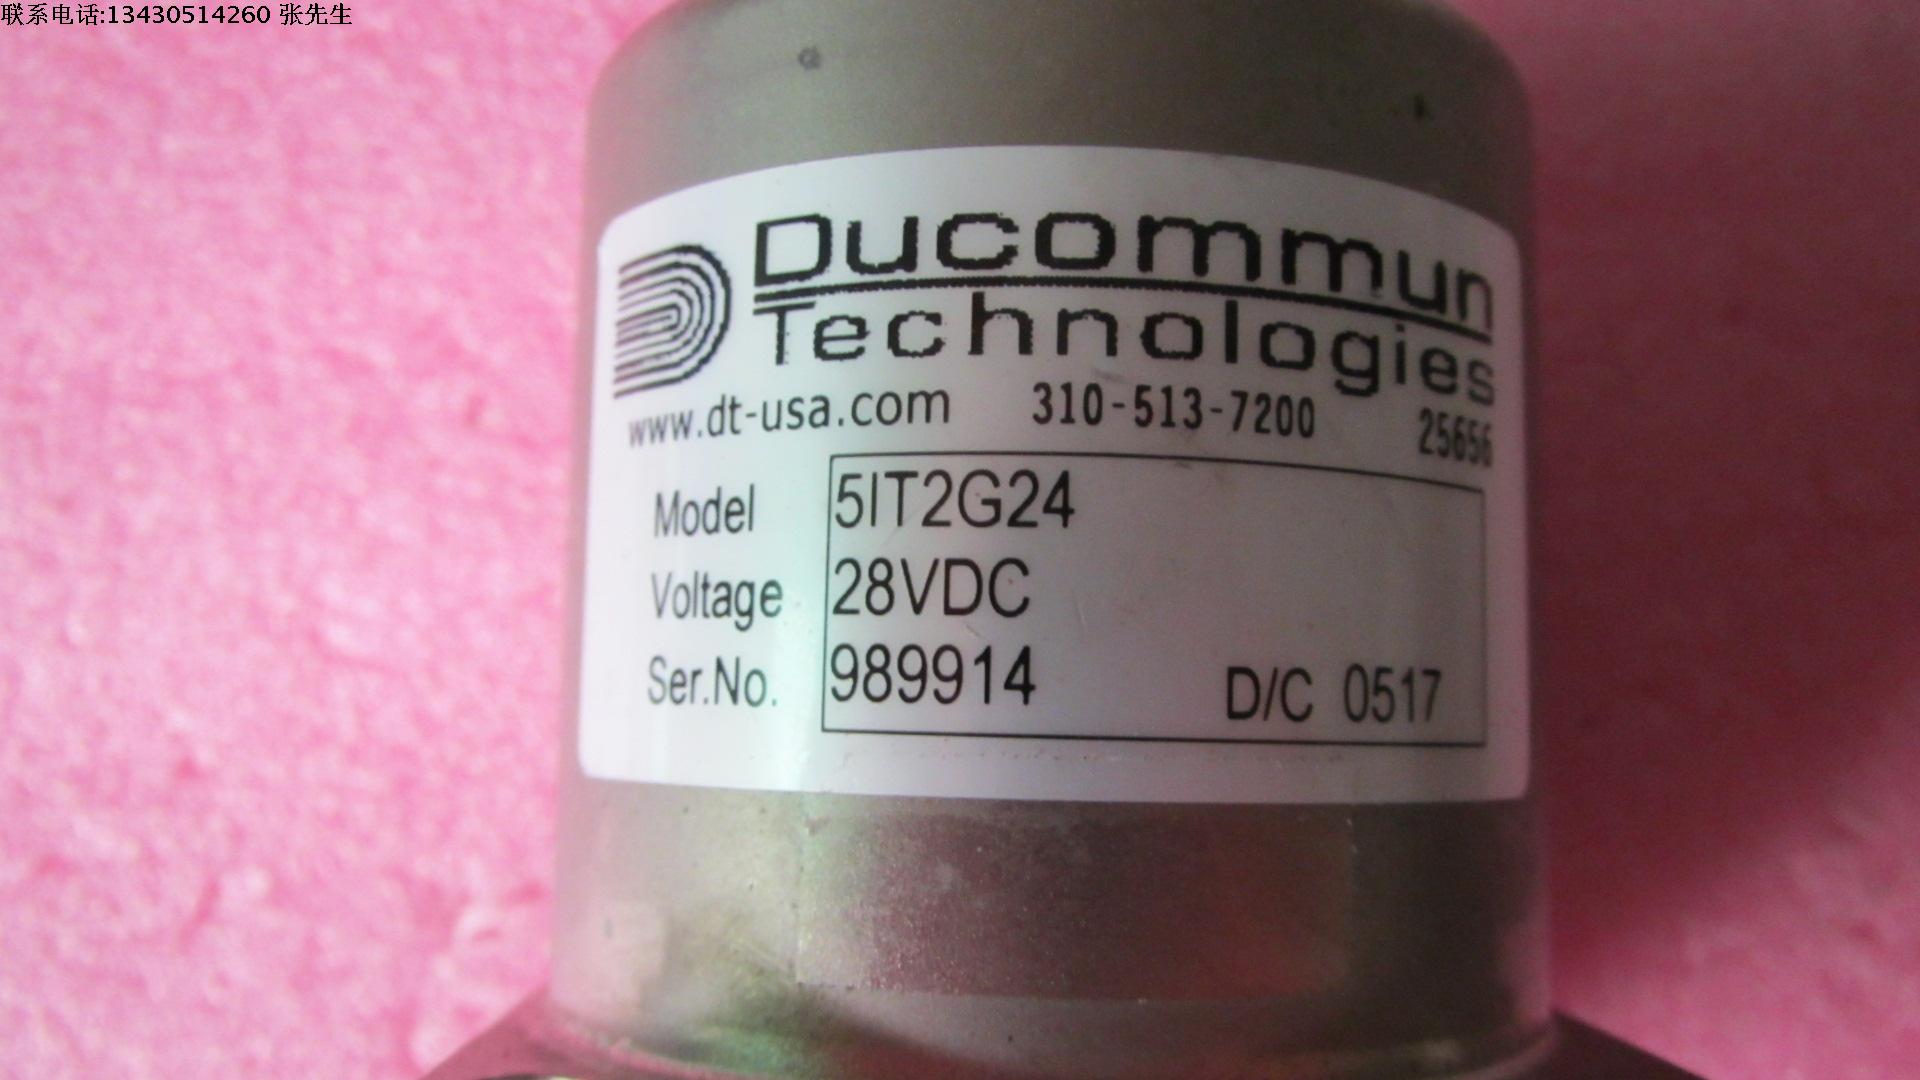 联系电话:13430514260 张先生
Ducommun
Technologies
www.dt-usa.com 310-513-7200 25656
Model 5IT2G24
Voltage 28VDC
Ser.No. 989914 D/C 0517